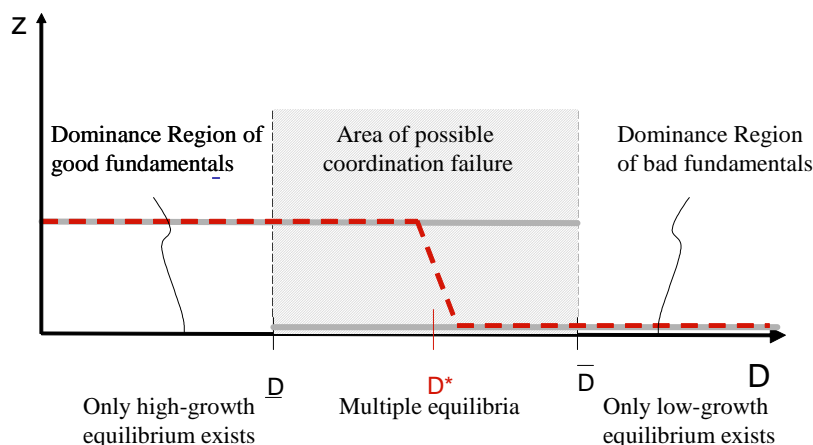 Z
Dominance Region of
good fundamentals
Area of possible
coordination failure
Dominance Region
of bad fundamentals
D
D*
D
D
Only high-growth
equilibrium exists
Multiple equilibria
Only low-growth
equilibrium exists